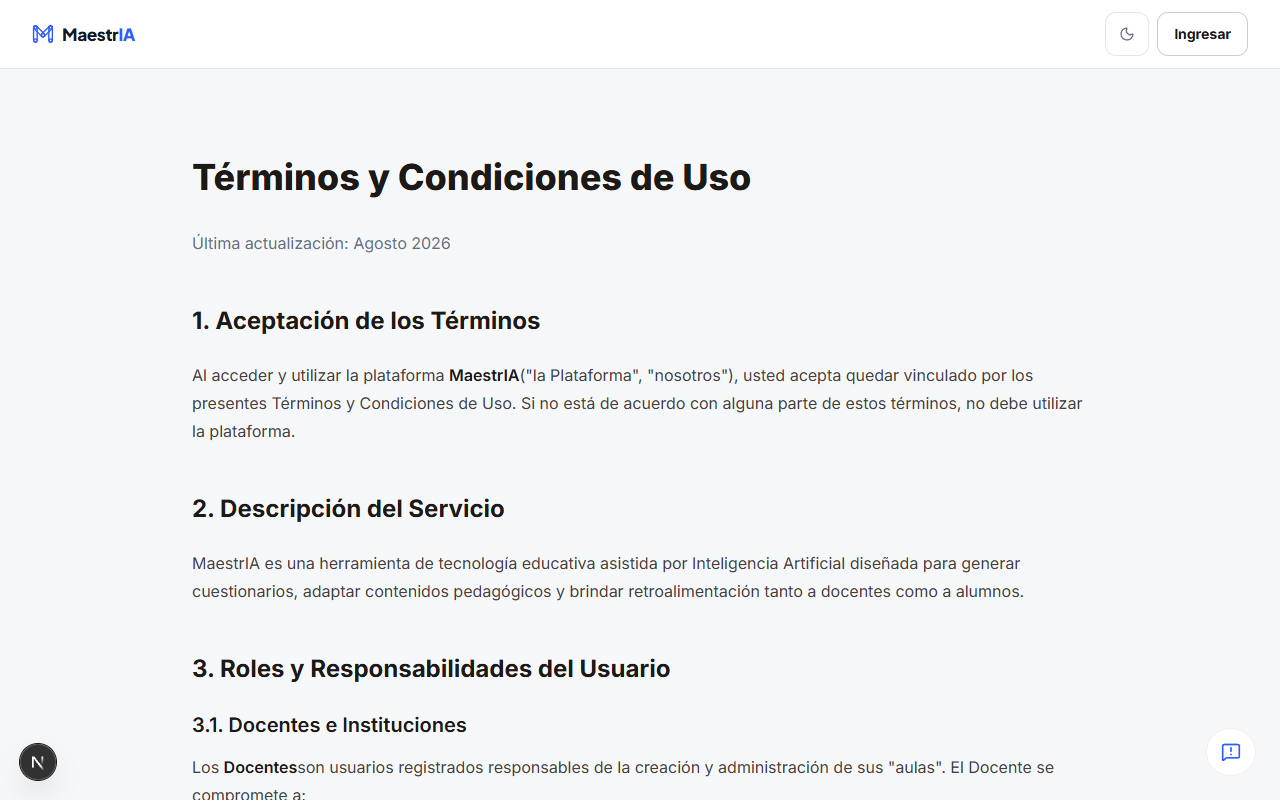 MaestrIA
Ingresar
Términos y Condiciones de Uso
Última actualización: Agosto 2026
1. Aceptación de los Términos
Al acceder y utilizar la plataforma MaestrIA("la Plataforma", "nosotros"), usted acepta quedar vinculado por los
presentes Términos y Condiciones de Uso. Si no está de acuerdo con alguna parte de estos términos, no debe utilizar
la plataforma.
2. Descripción del Servicio
MaestrIA es una herramienta de tecnología educativa asistida por Inteligencia Artificial diseñada para generar
cuestionarios, adaptar contenidos pedagógicos y brindar retroalimentación tanto a docentes como a alumnos.
3. Roles y Responsabilidades del Usuario
3.1. Docentes e Instituciones
Los Docentesson usuarios registrados responsables de la creación y administración de sus "aulas". El Docente se
compromete a:
N